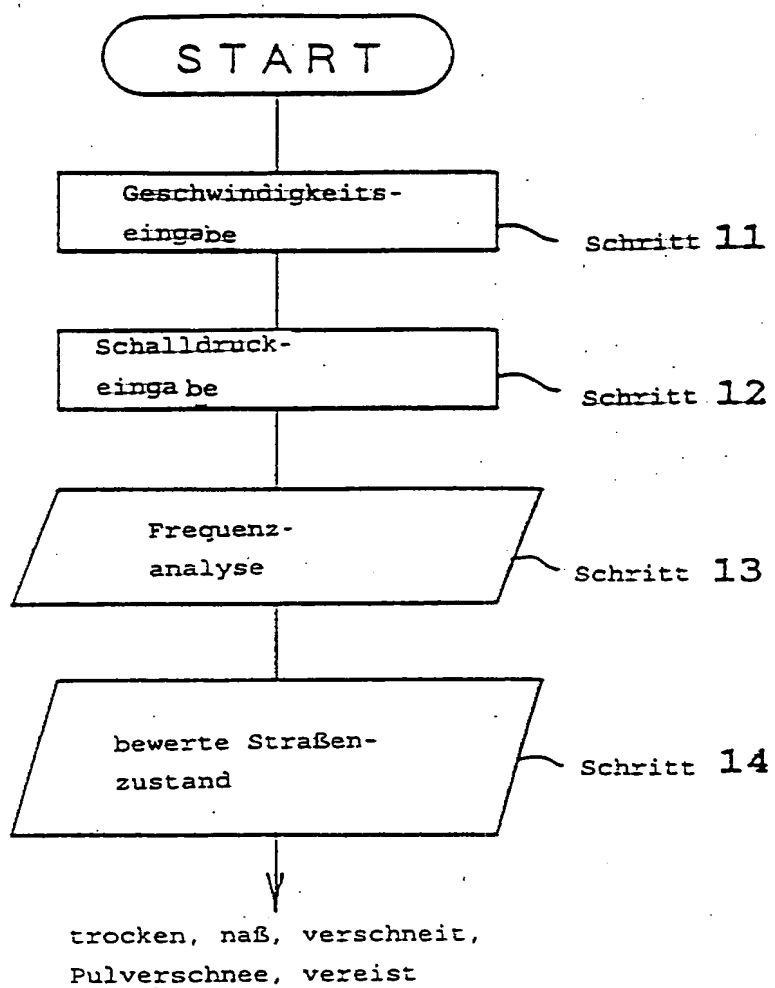 START
Geschwindigkeits-
eingabe
Schritt 11
Schalldruck-
eingabe
Schritt 12
Frequenz-
analyse
Schritt 13
bewerte Straßen-
zustand
Schritt 14
trocken, naß, verschneit,
Pulverschnee, vereist